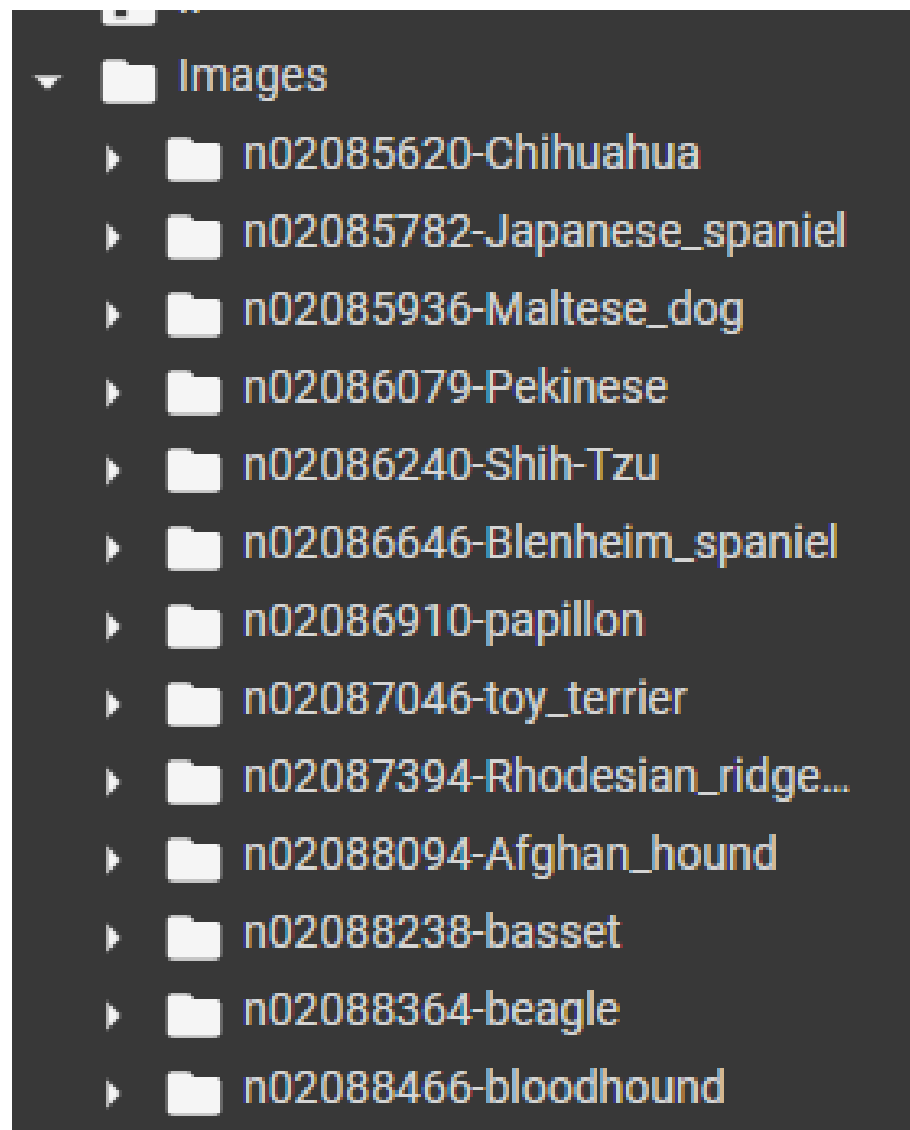 Images
n02085620-Chihuahua
n02085782-Japanese_spaniel
n02085936-Maltese_dog
n02086079-Pekinese
n02086240-Shih-Tzu
n02086646-Blenheim_spaniel
n02086910-papillon
n02087046-toy_terrier
n02087394-Rhodesian_ridge...
n02088094-Afghan_hound
n02088238-basset
n02088364-beagle
n02088466-bloodhound